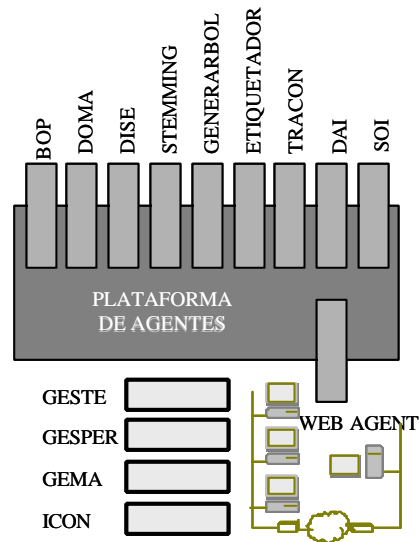 BOP
DOMA
DISE
STEMMING
GENERARBOL
ETIQUETADOR
TRACON
DAI
SOI
PLATAFORMA
DE AGENTES
GESTE
GESPER
GEMA
ICON
WEB AGENT